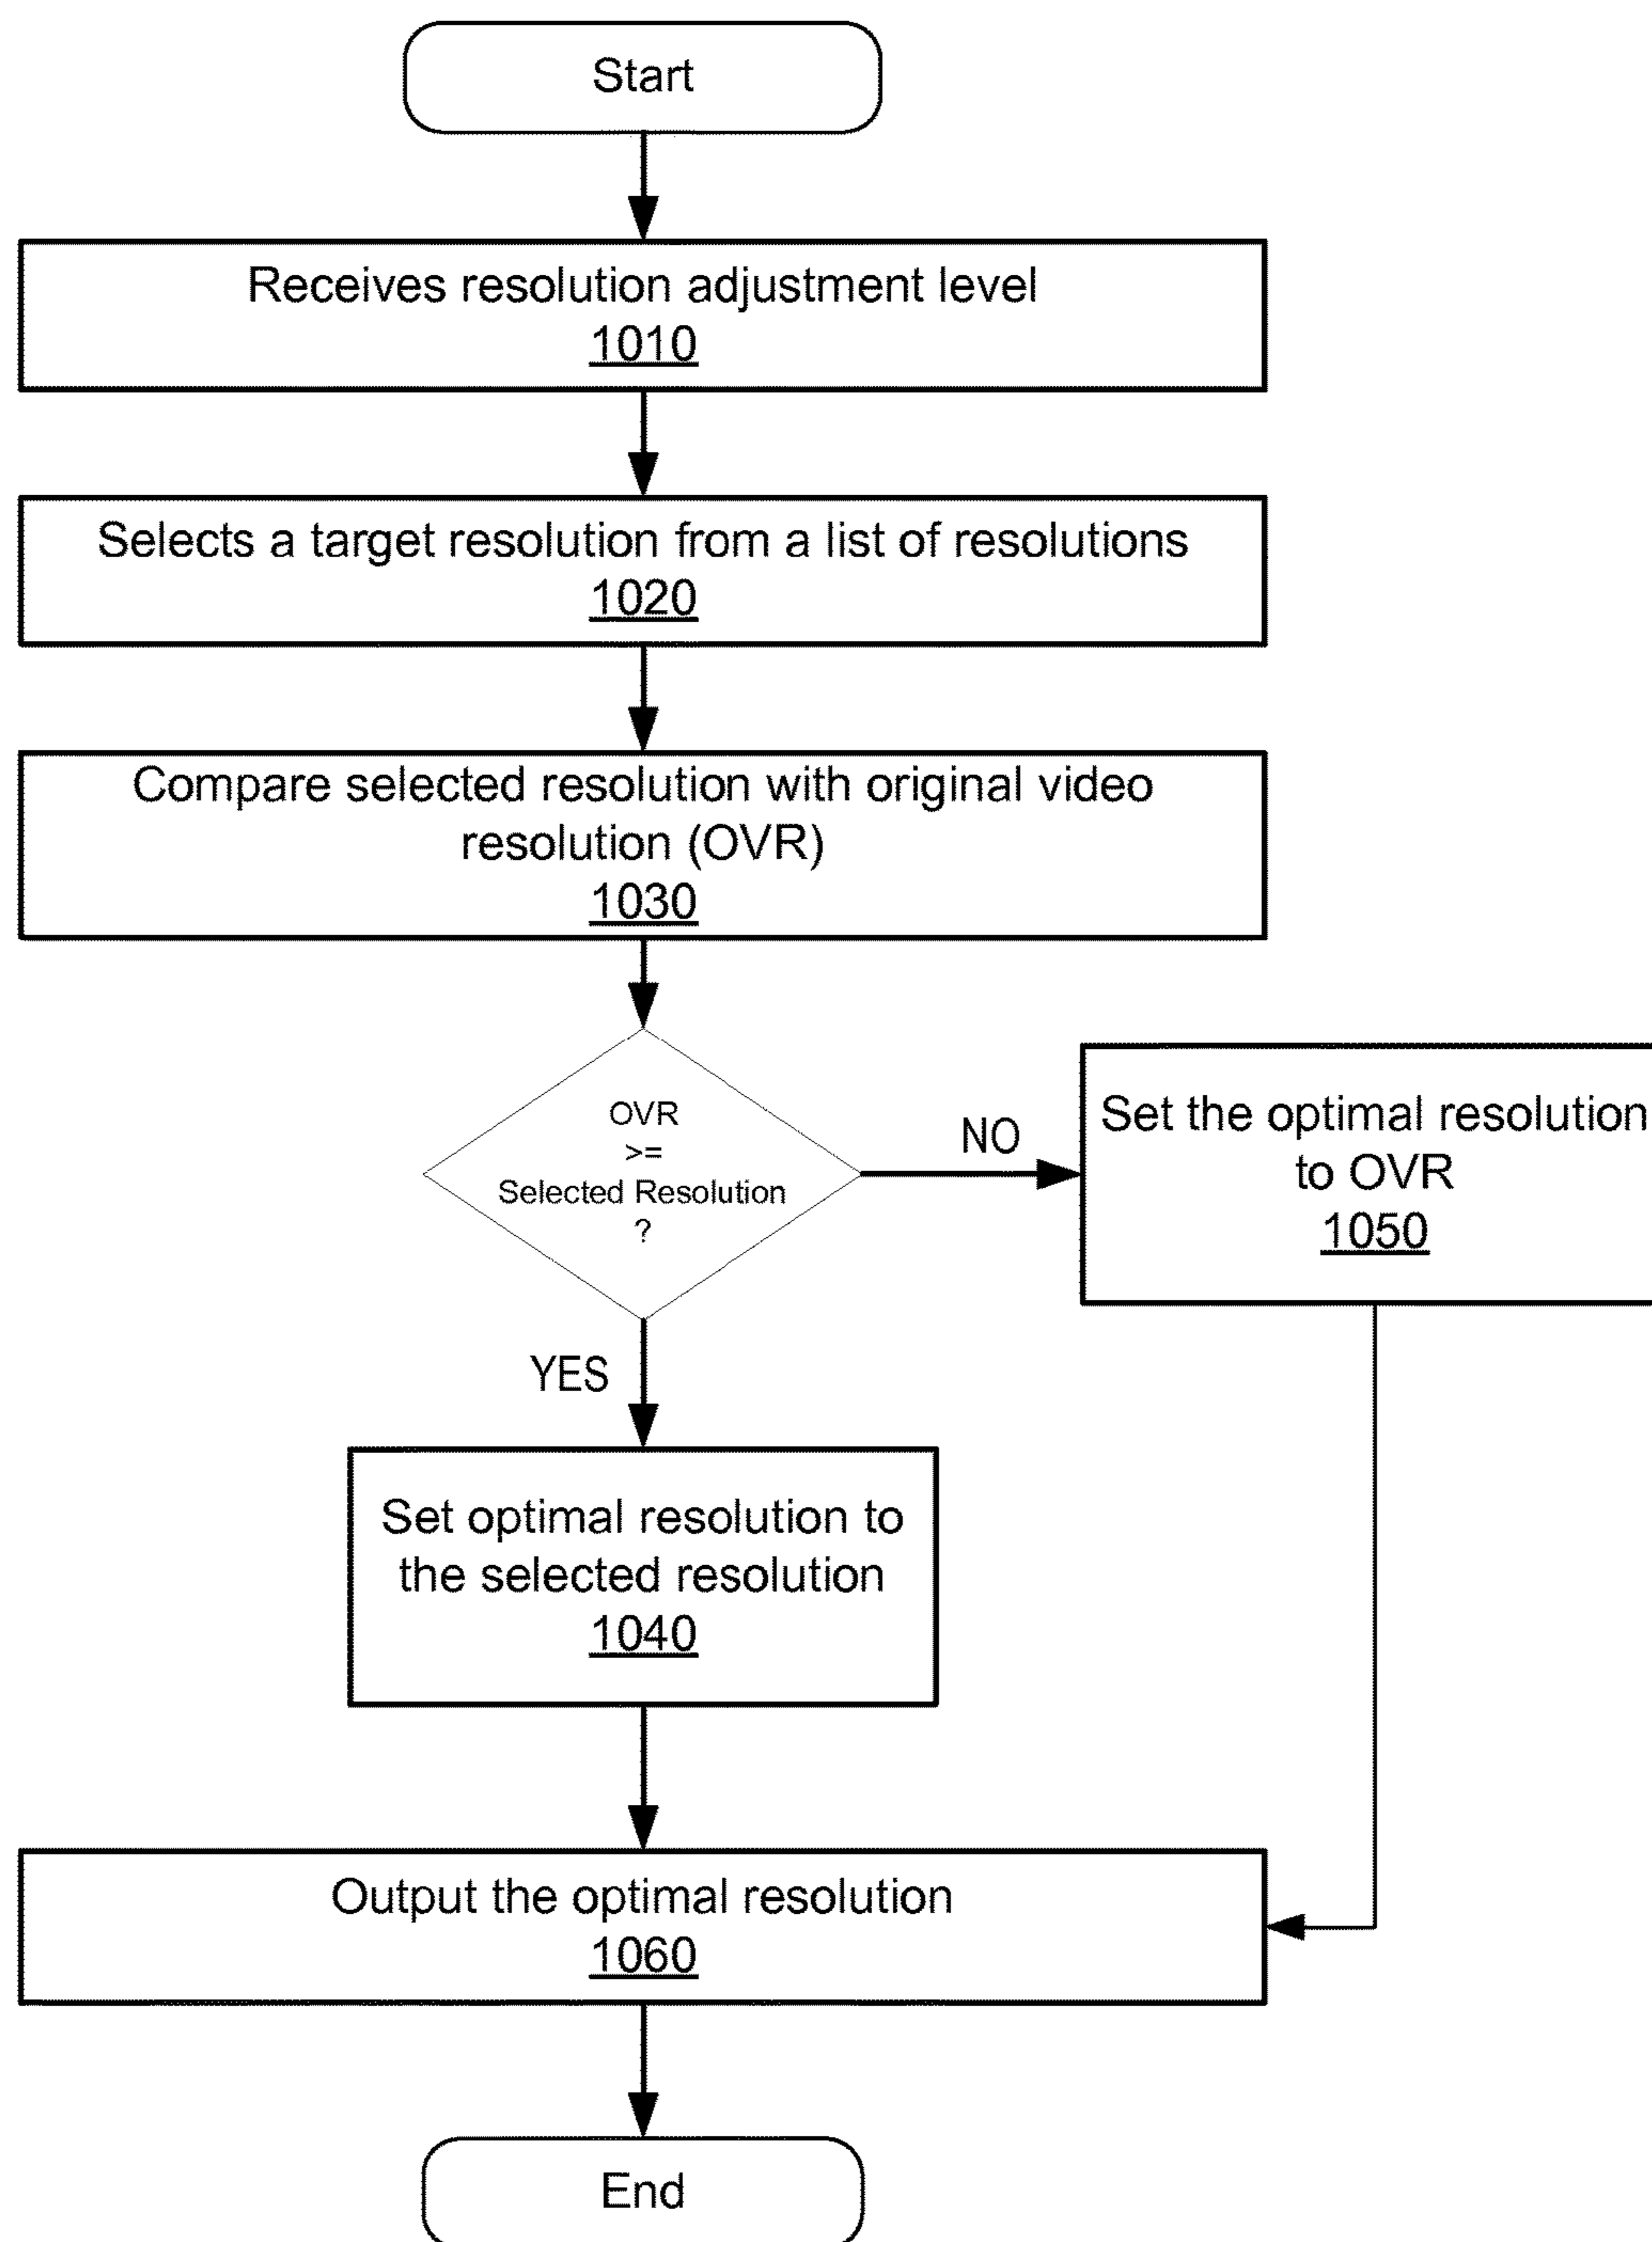 Start
Receives resolution adjustment level
1010
Selects a target resolution from a list of resolutions
1020
Compare selected resolution with original video
resolution (OVR)
1030
OVR
>=
Selected Resolution
?
NO
Set the optimal resolution
to OVR
1050
YES
Set optimal resolution to
the selected resolution
1040
Output the optimal resolution
1060
End